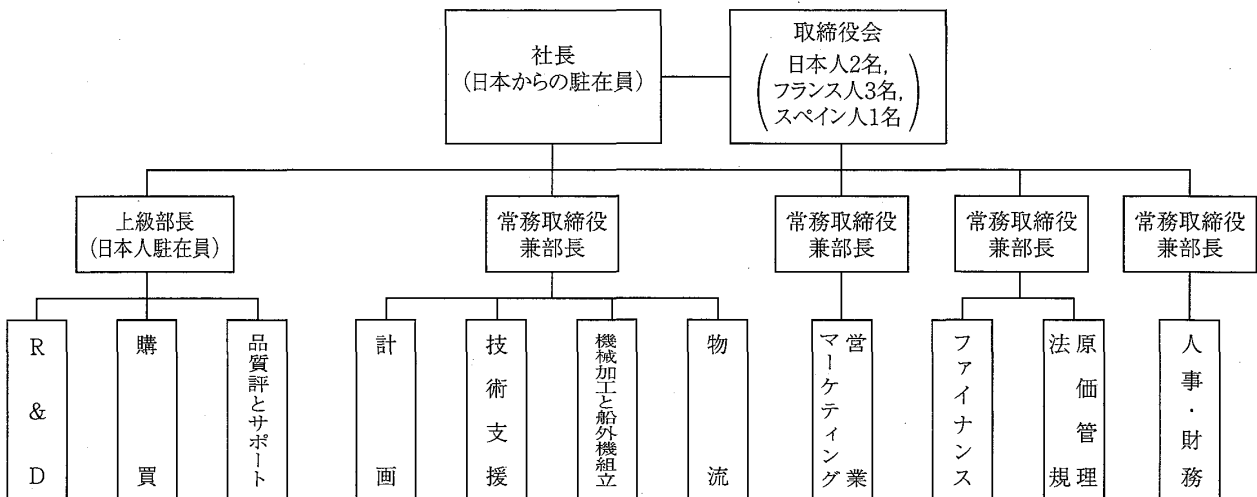 社長
(日本からの駐在員)
取締役会
(日本人2名,
フランス人3名,
スペイン人1名)
上級部長
(日本人駐在員)
常務取締役
兼部長
常務取締役
兼部長
常務取締役
兼部長
常務取締役
兼部長
R&D
購買
品質評とサポート
計画
技術支援
機械加工と船外機組立
物流
営業
マーケティング
ファイナンス
原価管理
法規
人事・財務